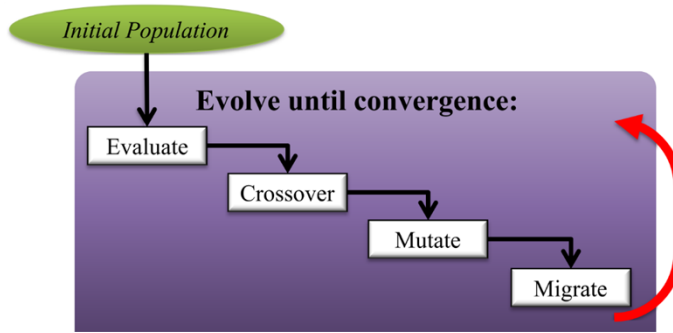 Initial Population
Evolve until convergence:
Evaluate
Crossover
Mutate
Migrate